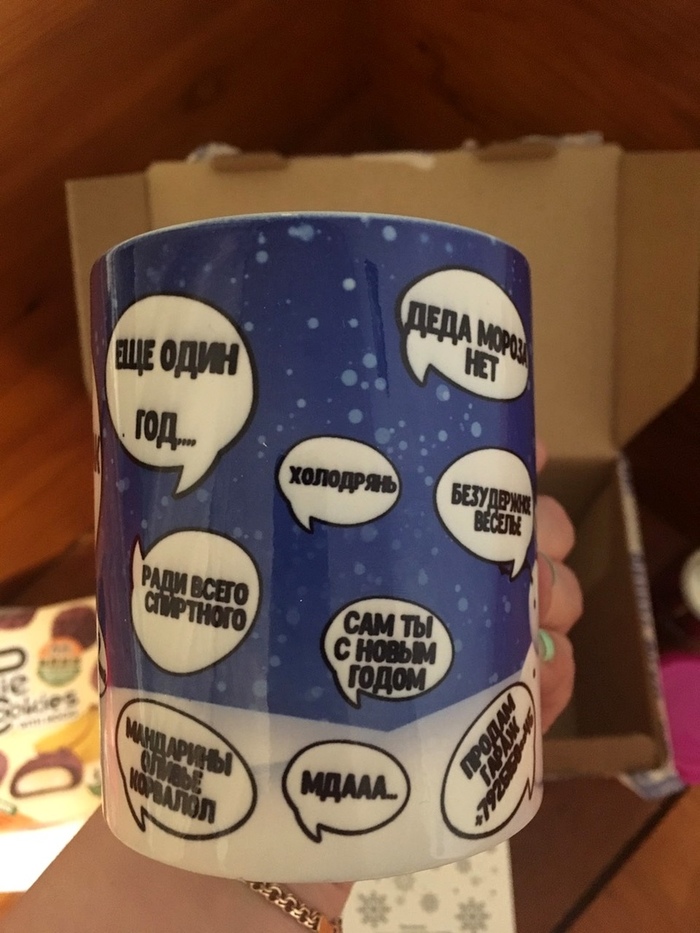 ЕЩЕ ОДИН
ГОД....
ДЕДА МОРОЗА
НЕТ
ХОЛОДРЯНЬ
БЕЗУДЕРЖНОЕ
ВЕСЕЛЬЕ
РАДИ ВСЕГО
СПИРТНОГО
САМ ТЫ
С НОВЫМ
ГОДОМ
МАНДАРИНЫ
ОЛИВЬЕ
КОРВАЛОЛ
МДААА...
ПРОДАМ
ГАРАЖ
Cookies